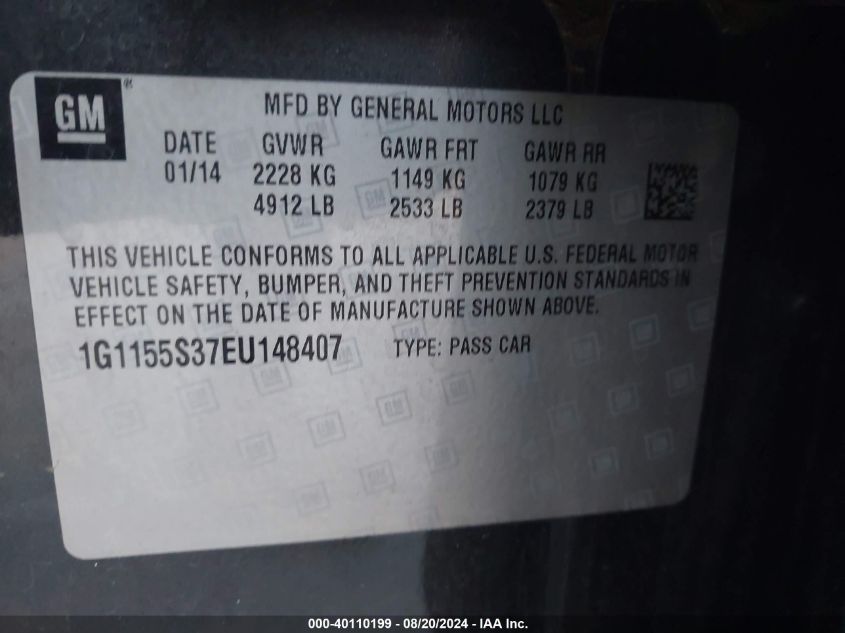 GM®
MFD BY GENERAL MOTORS LLC
DATE GVWR GAWR FRT GAWR RR
01/14 2228 KG 1149 KG 1079 KG
4912 LB 2533 LB 2379 LB
THIS VEHICLE CONFORMS TO ALL APPLICABLE U.S. FEDERAL MOTOR
VEHICLE SAFETY, BUMPER, AND THEFT PREVENTION STANDARDS IN
EFFECT ON THE DATE OF MANUFACTURE SHOWN ABOVE.
1G1155S37EU148407 TYPE: PASS CAR
000-40110199 - 08/20/2024 - IAA Inc.